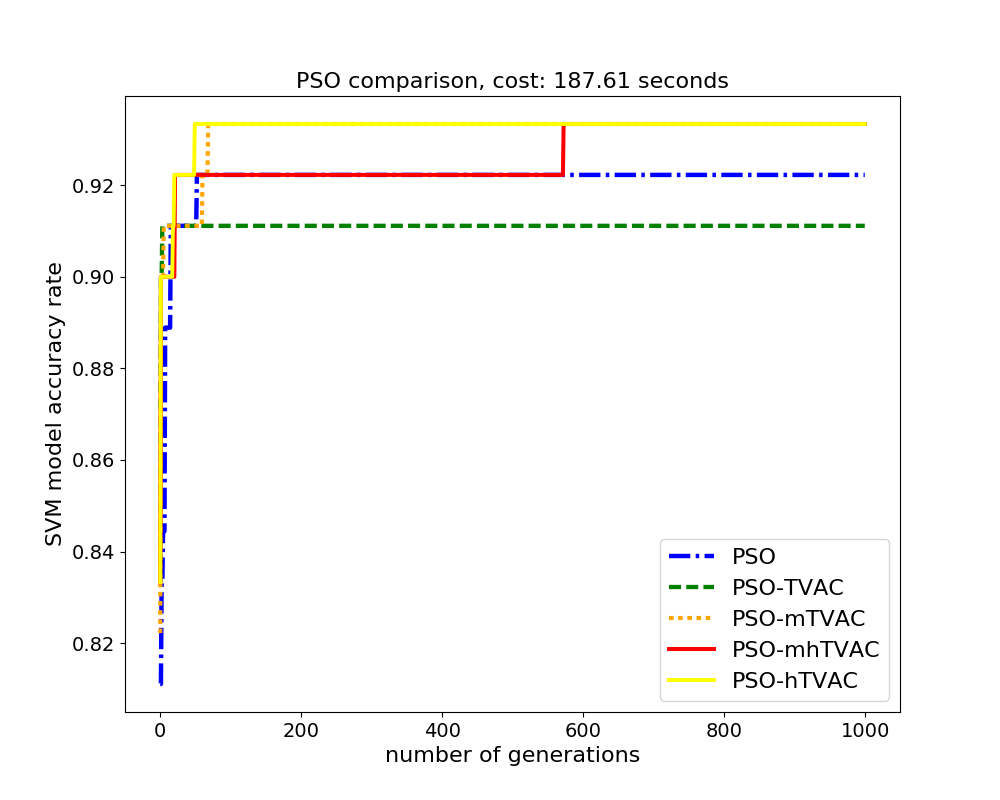 PSO comparison, cost: 187.61 seconds
SVM model accuracy rate
0.92
0.90
0.88
0.86
0.84
0.82
0
200
400
600
800
1000
number of generations
PSO
PSO-TVAC
PSO-mTVAC
PSO-mhTVAC
PSO-hTVAC